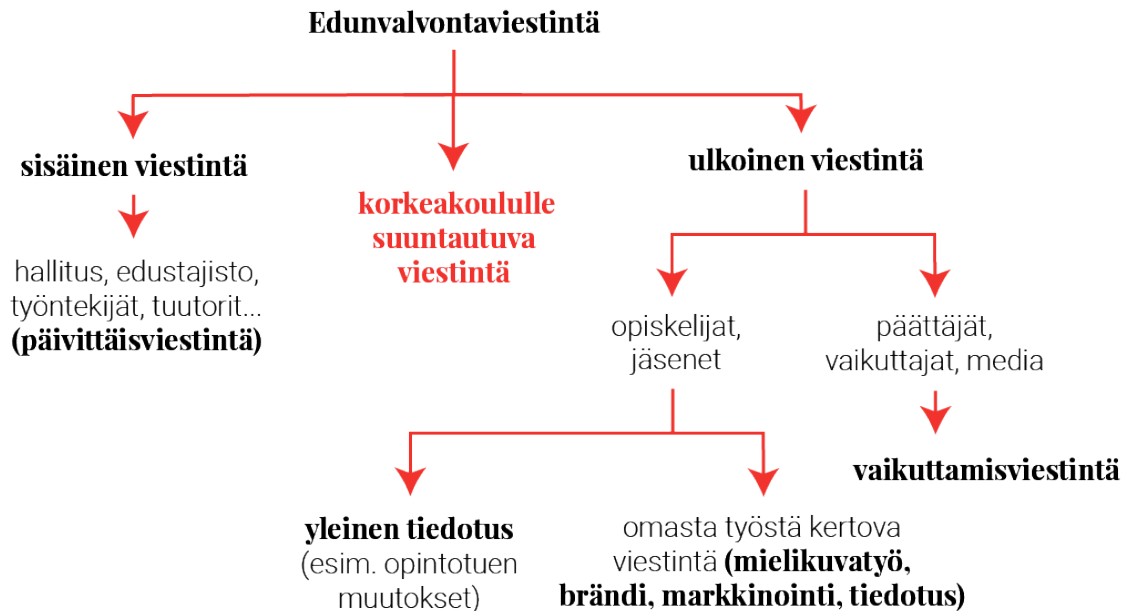 Edunvalvontaviestintä
sisäinen viestintä
hallitus, edustajisto,
työntekijät, tuutorit...
(päivittäisviestintä)
korkeakoululle
suuntautuva
viestintä
ulkoinen viestintä
opiskelijat,
jäsenet
päättäjät,
vaikuttajat, media
vaikuttamisviestintä
yleinen tiedotus
(esim. opintotuen
muutokset)
omasta työstä kertova
viestintä (mielikuvatyö,
brändi, markkinointi, tiedotus)